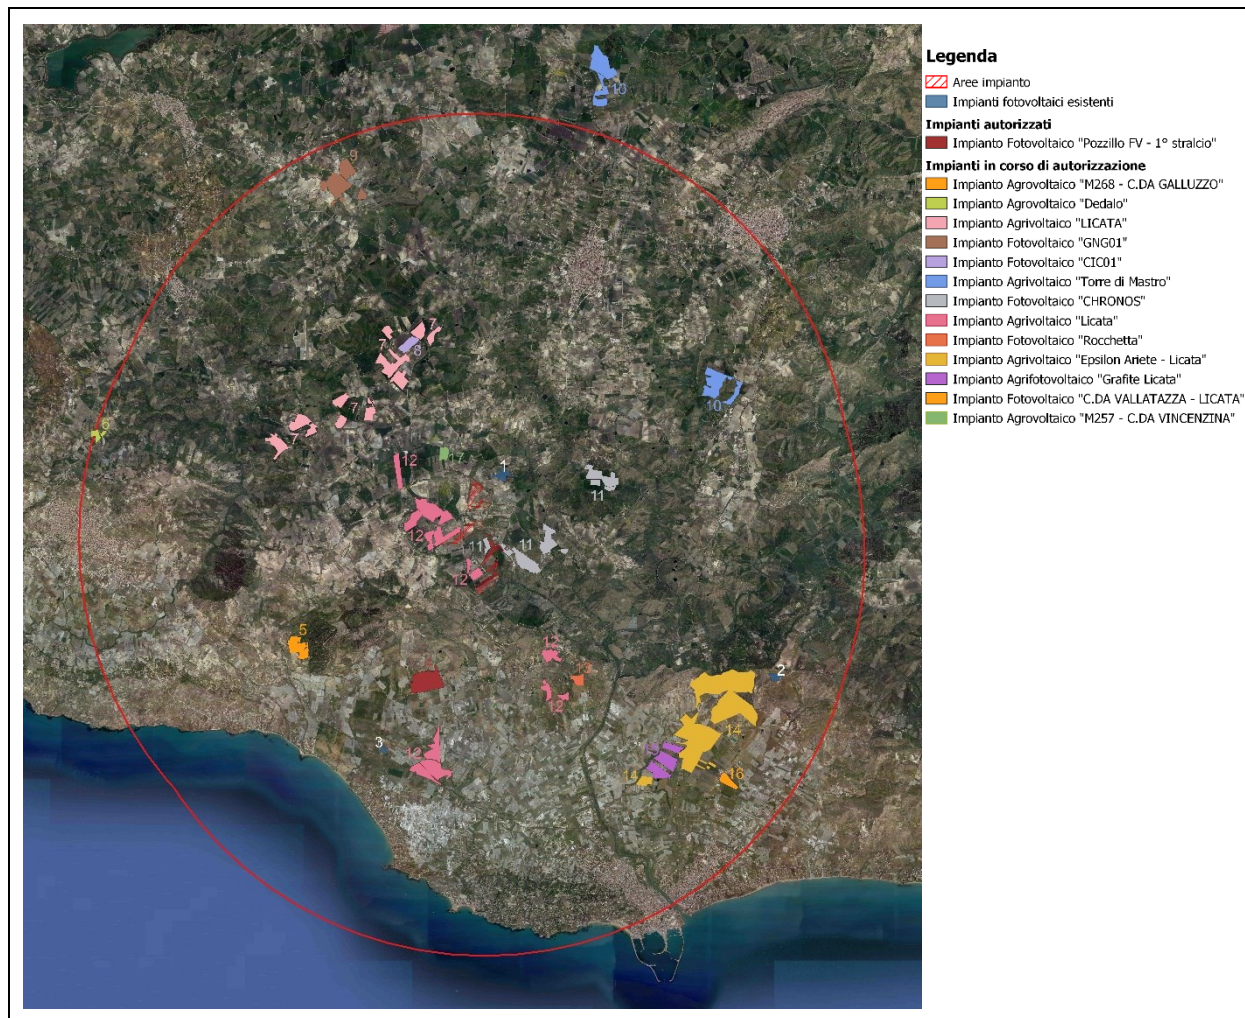 Legenda
Aree impianto
Impianti fotovoltaici esistenti
Impianti autorizzati
Impianto Fotovoltaico "Pozzillo FV - 1° stralcio"
Impianti in corso di autorizzazione
Impianto Agrovoltaico "M268 - C.DA GALLUZZO"
Impianto Agrovoltaico "Dedalo"
Impianto Agrivoltaico "LICATA"
Impianto Fotovoltaico "GNG01"
Impianto Fotovoltaico "CIC01"
Impianto Agrivoltaico "Torre di Mastro"
Impianto Fotovoltaico "CHRONOS"
Impianto Agrivoltaico "Licata"
Impianto Fotovoltaico "Rocchetta"
Impianto Agrivoltaico "Epsilon Ariete - Licata"
Impianto Agrifotovoltaico "Grafite Licata"
Impianto Fotovoltaico "C.DA VALLATAZZA - LICATA"
Impianto Agrovoltaico "M257 - C.DA VINCENZINA"
10
9
7
7
8
7
10
6
7
12
17
1
11
12
11
11
12
5
12
4
13
2
12
14
3
12
15
14
16